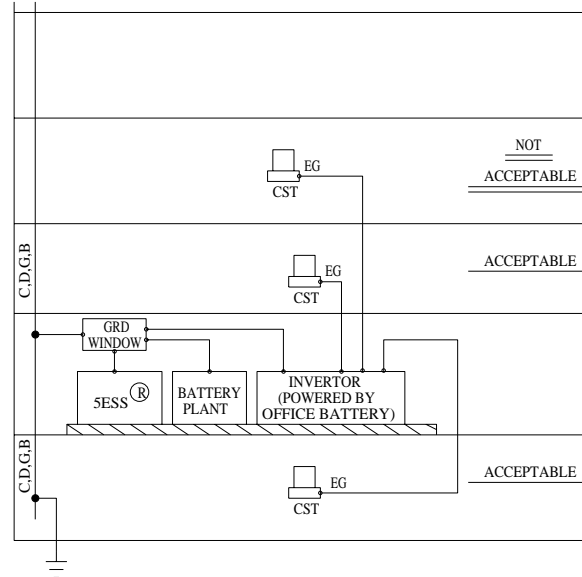 NOT
EG
ACCEPTABLE
CST
C,D,G,B
EG
ACCEPTABLE
CST
GRD
WINDOW
5ESS ®
BATTERY
PLANT
INVERTOR
(POWERED BY
OFFICE BATTERY)
C,D,G,B
EG
ACCEPTABLE
CST